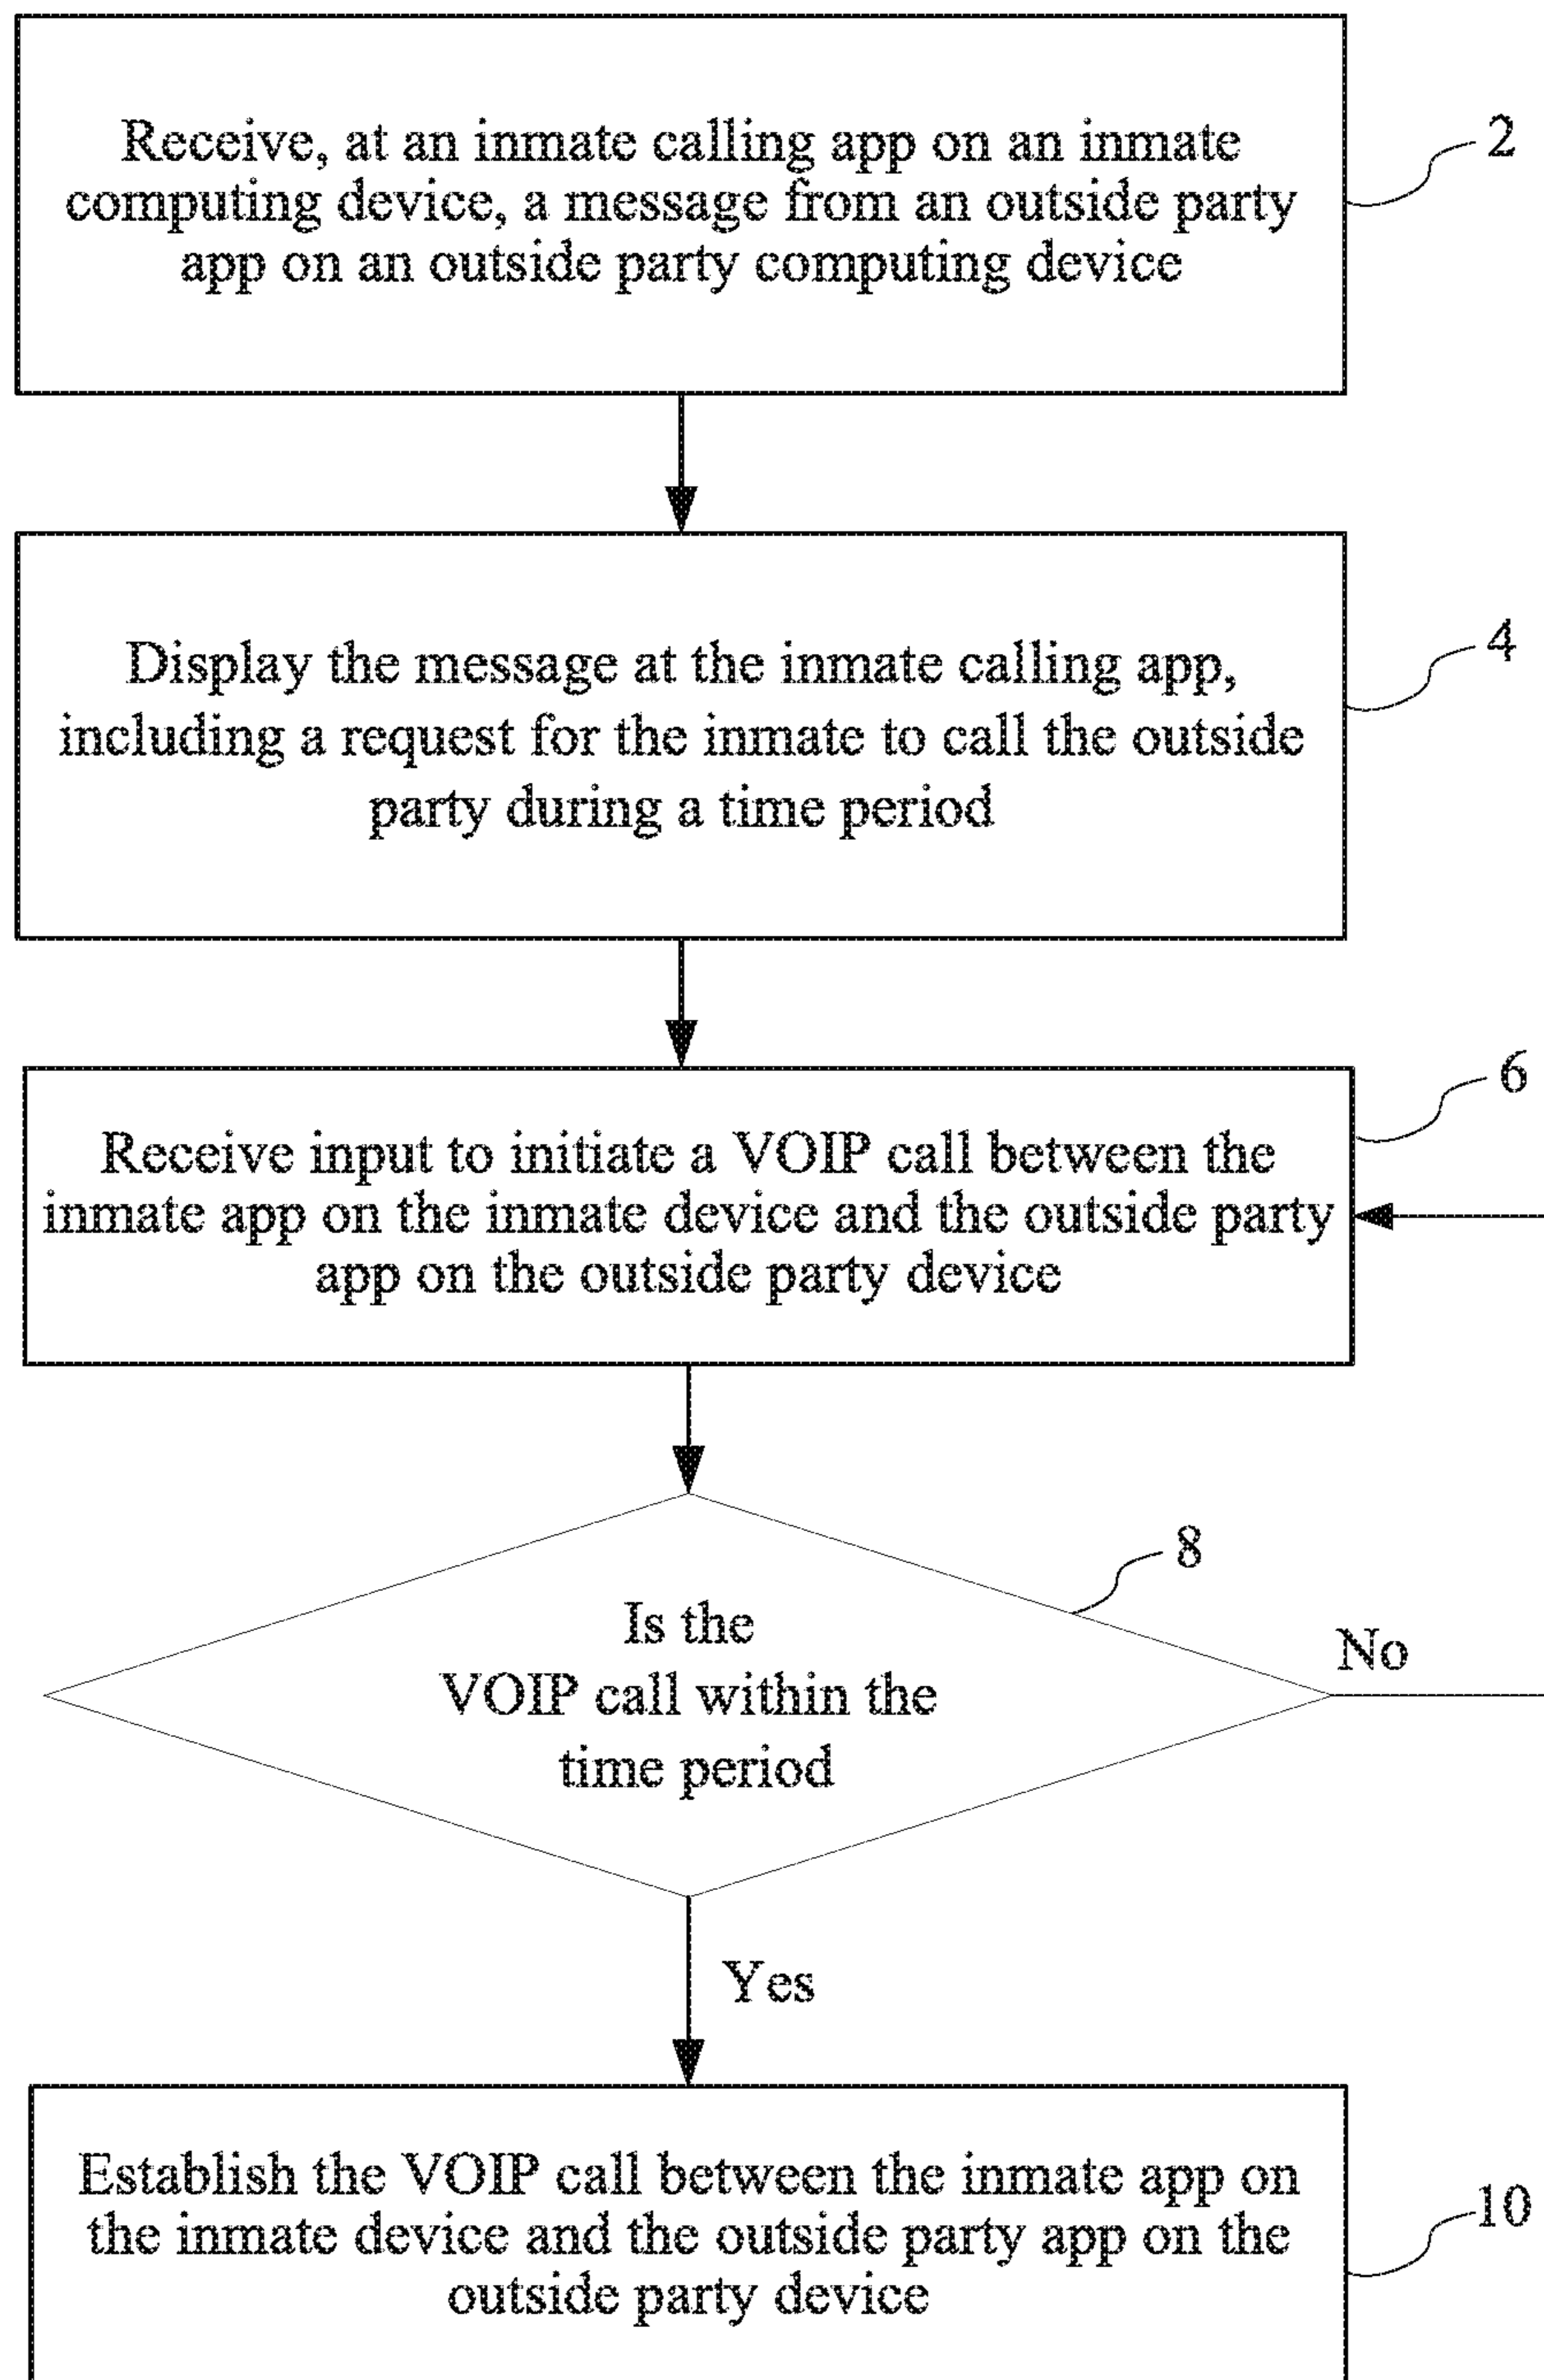 Receive, at an inmate calling app on an inmate
computing device, a message from an outside party
app on an outside party computing device
2
Display the message at the inmate calling app,
including a request for the inmate to call the outside
party during a time period
4
Receive input to initiate a VOIP call between the
inmate app on the inmate device and the outside party
app on the outside party device
6
Is the
VOIP call within the
time period
8
No
Yes
Establish the VOIP call between the inmate app on
the inmate device and the outside party app on the
outside party device
10